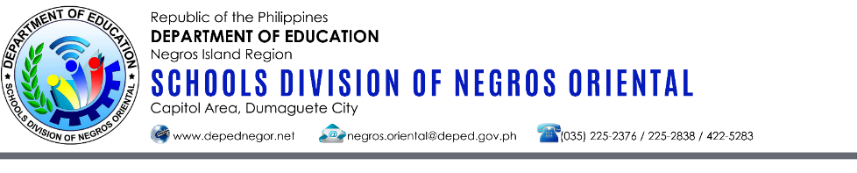 DEPARTMENT OF EDUCATION
SCHOOLS DIVISION OF NEGROS ORIENTAL
Republic of the Philippines
DEPARTMENT OF EDUCATION
Negros Island Region
SCHOOLS DIVISION OF NEGROS ORIENTAL
Capitol Area, Dumaguete City
www.depednegor.net negros.oriental@deped.gov.ph (035) 225-2376 / 225-2838 / 422-5283